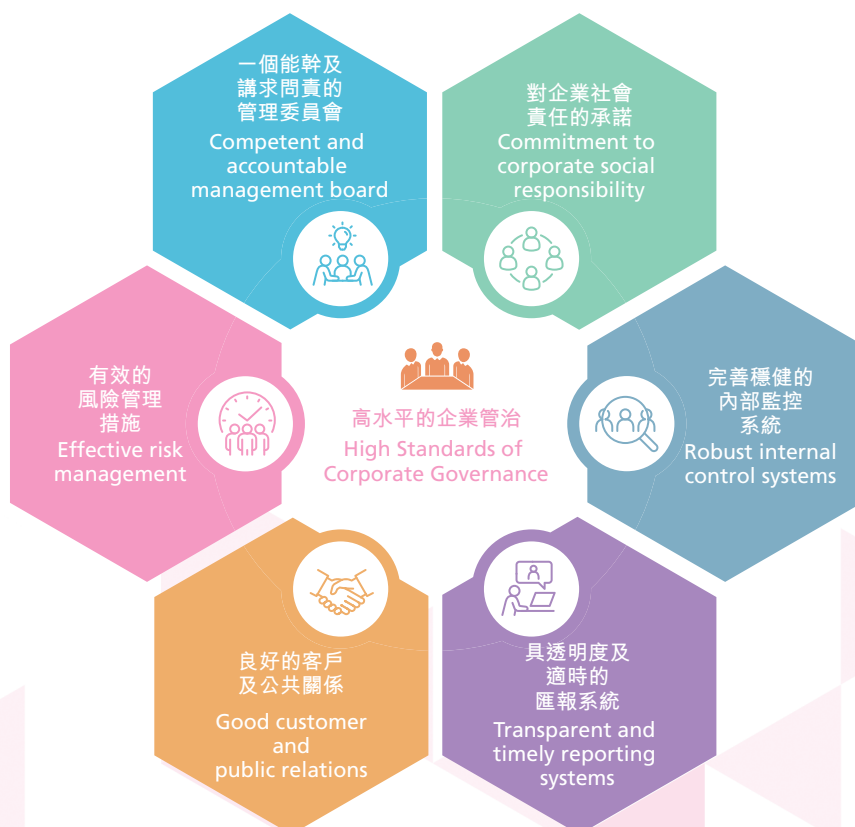 一個能幹及
講求問責的
管理委員會
Competent and
accountable
management board
對企業社會
責任的承諾
Commitment to
corporate social
responsibility
有效的
風險管理
措施
Effective risk
management
高水平的企業管治
High Standards of
Corporate Governance
完善穩健的
內部監控
系統
Robust internal
control systems
良好的客戶
及公共關係
Good customer
and
public relations
具透明度及
適時的
匯報系統
Transparent and
timely reporting
systems